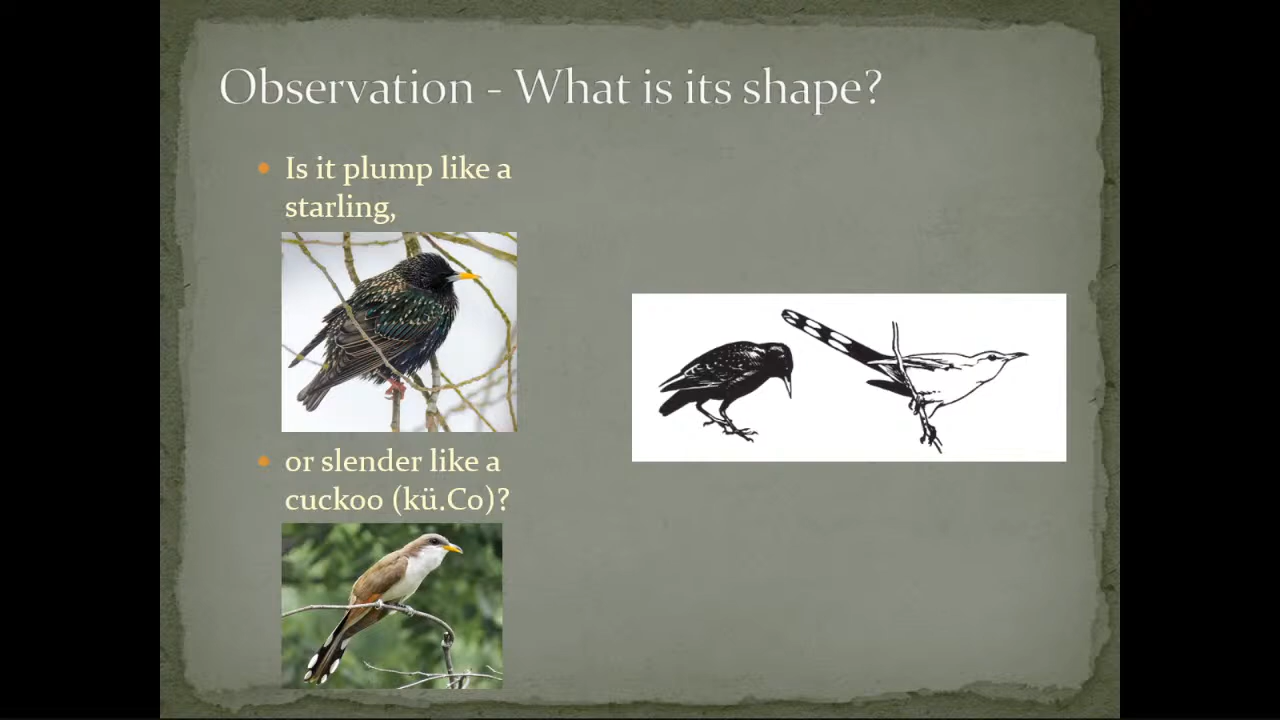 Observation - What is its shape?
Is it plump like a
starling,
or slender like a
cuckoo (kü.Co)?